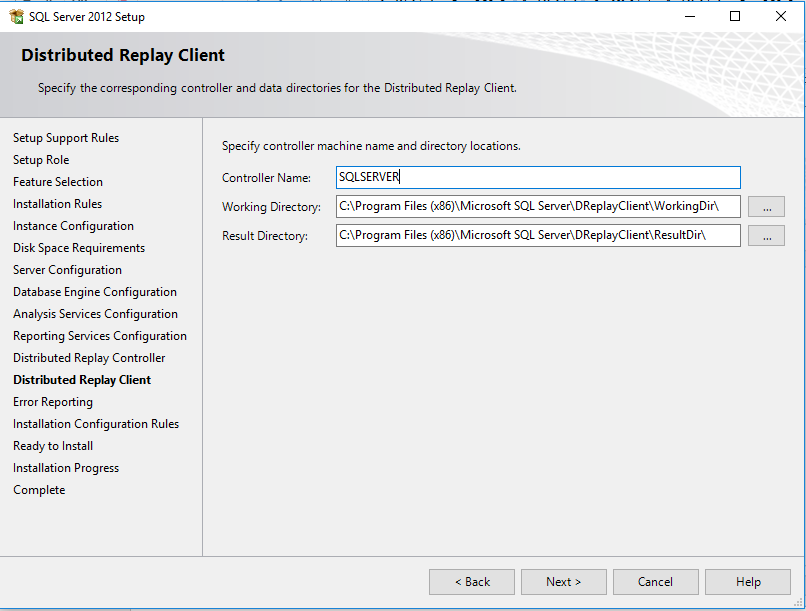 SQL Server 2012 Setup
Distributed Replay Client
Specify the corresponding controller and data directories for the Distributed Replay Client.
Setup Support Rules
Setup Role
Feature Selection
Installation Rules
Instance Configuration
Disk Space Requirements
Server Configuration
Database Engine Configuration
Analysis Services Configuration
Reporting Services Configuration
Distributed Replay Controller
Distributed Replay Client
Error Reporting
Installation Configuration Rules
Ready to Install
Installation Progress
Complete
Specify controller machine name and directory locations.
Controller Name: SQLSERVER
Working Directory: C:\Program Files (x86)\Microsoft SQL Server\DReplayClient\WorkingDir\ ...
Result Directory: C:\Program Files (x86)\Microsoft SQL Server\DReplayClient\ResultDir\ ...
< Back Next > Cancel Help